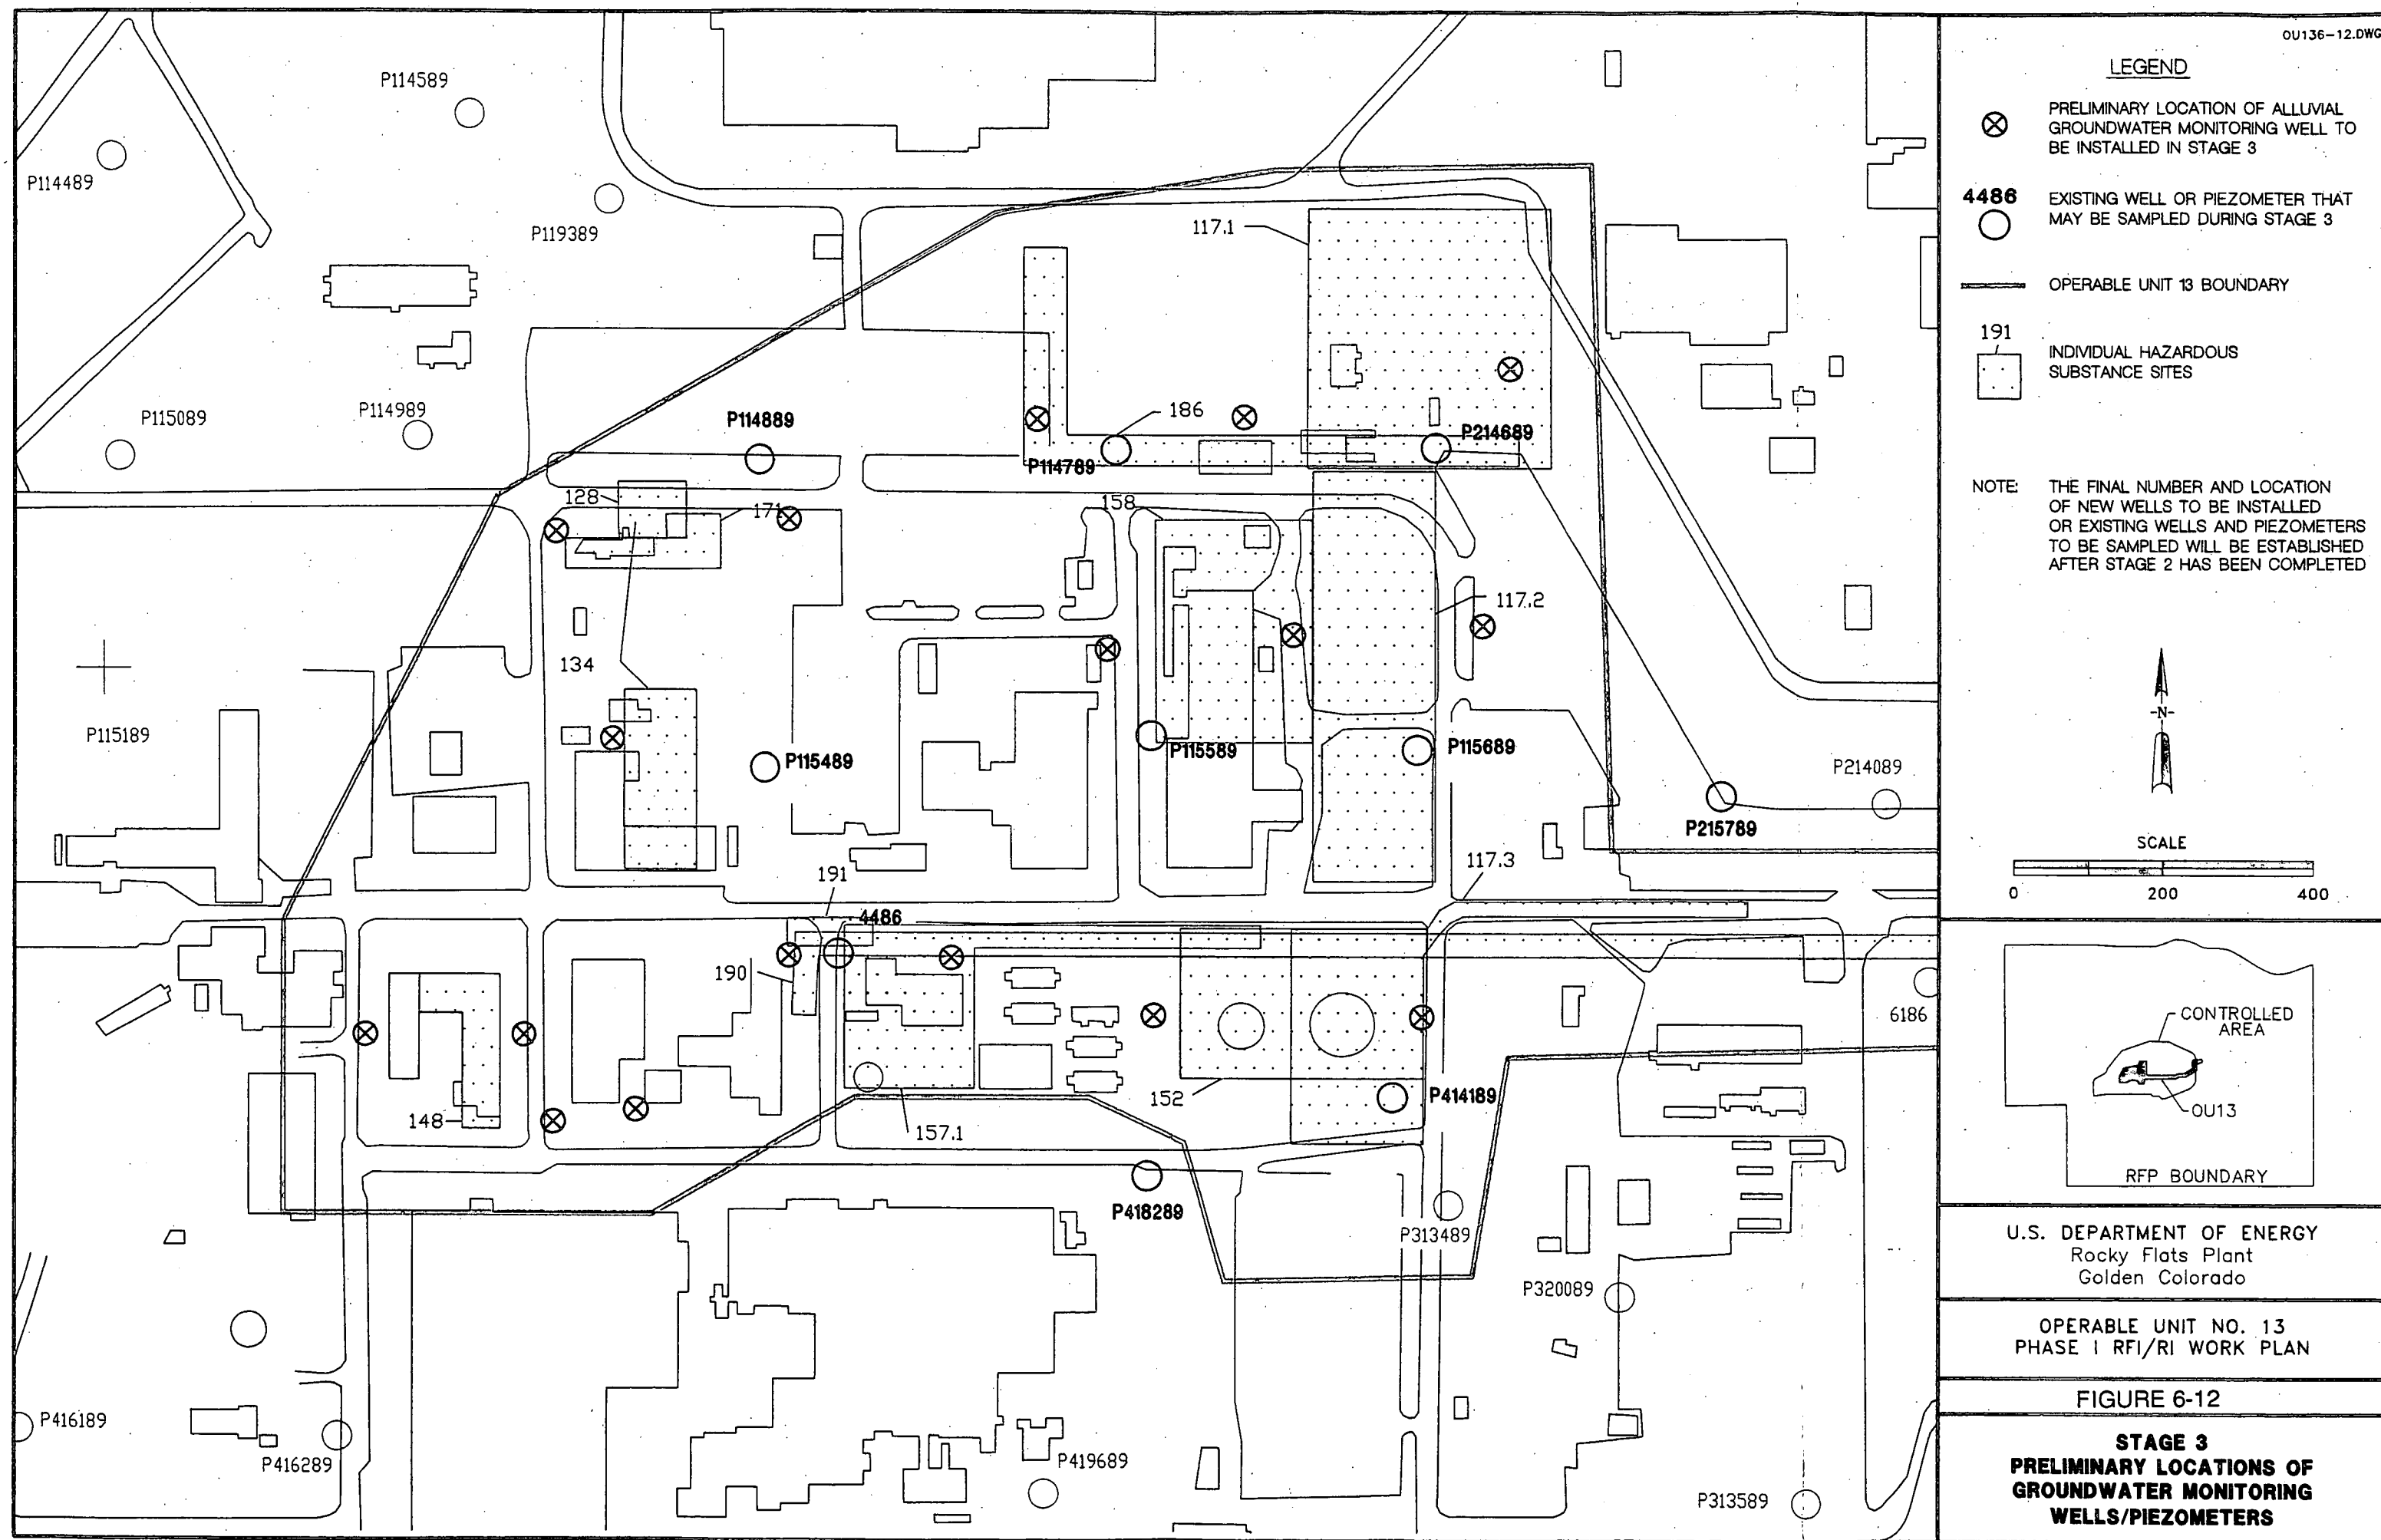 OU136-12.DWG
LEGEND
PRELIMINARY LOCATION OF ALLUVIAL
GROUNDWATER MONITORING WELL TO
BE INSTALLED IN STAGE 3
4486
EXISTING WELL OR PIEZOMETER THAT
MAY BE SAMPLED DURING STAGE 3
OPERABLE UNIT 13 BOUNDARY
191
INDIVIDUAL HAZARDOUS
SUBSTANCE SITES
NOTE: THE FINAL NUMBER AND LOCATION
OF NEW WELLS TO BE INSTALLED
OR EXISTING WELLS AND PIEZOMETERS
TO BE SAMPLED WILL BE ESTABLISHED
AFTER STAGE 2 HAS BEEN COMPLETED
-N-
SCALE
0 200 400
CONTROLLED
AREA
OU13
RFP BOUNDARY
U.S. DEPARTMENT OF ENERGY
Rocky Flats Plant
Golden Colorado
OPERABLE UNIT NO. 13
PHASE I RFI/RI WORK PLAN
FIGURE 6-12
STAGE 3
PRELIMINARY LOCATIONS OF
GROUNDWATER MONITORING
WELLS/PIEZOMETERS
P114589
P114489
P119389
117.1
P115089
P114989
P114889
186
P214689
P114789
128
171
158
117.2
134
P115189
P115489
P115589
P115689
P214089
P215789
117.3
191
4486
190
6186
148
157.1
152
P414189
P418289
P313489
P320089
P416189
P416289
P419689
P313589